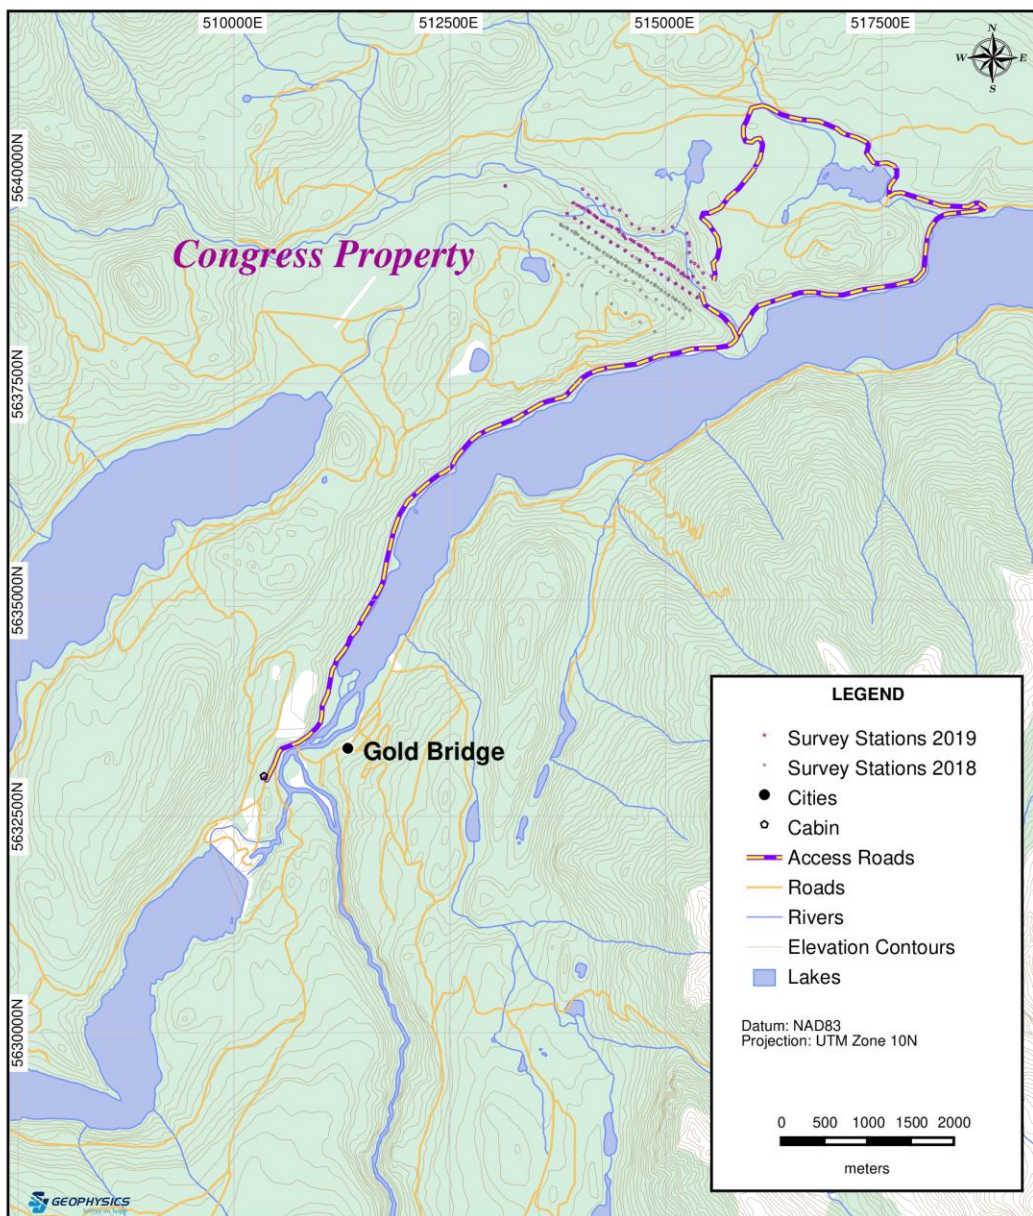 510000E
512500E
515000E
517500E
N
W
E
S
5640000N
Congress Property
5637500N
5635000N
Gold Bridge
5632500N
5630000N
LEGEND
Survey Stations 2019
Survey Stations 2018
Cities
Cabin
Access Roads
Roads
Rivers
Elevation Contours
Lakes
Datum: NAD83
Projection: UTM Zone 10N
0 500 1000 1500 2000
meters
GEOPHYSICS